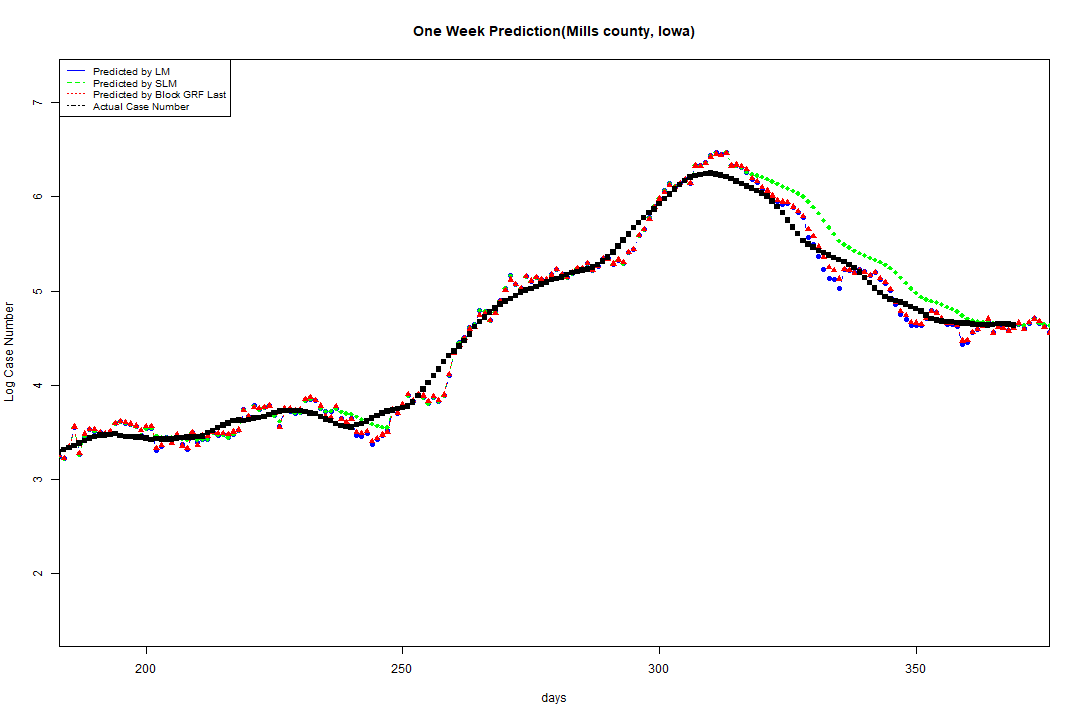 One Week Prediction(Mills county, Iowa)
Predicted by LM
Predicted by SLM
Predicted by Block GRF Last
Actual Case Number
7
6
5
4
3
2
Log Case Number
200 250 300 350
days